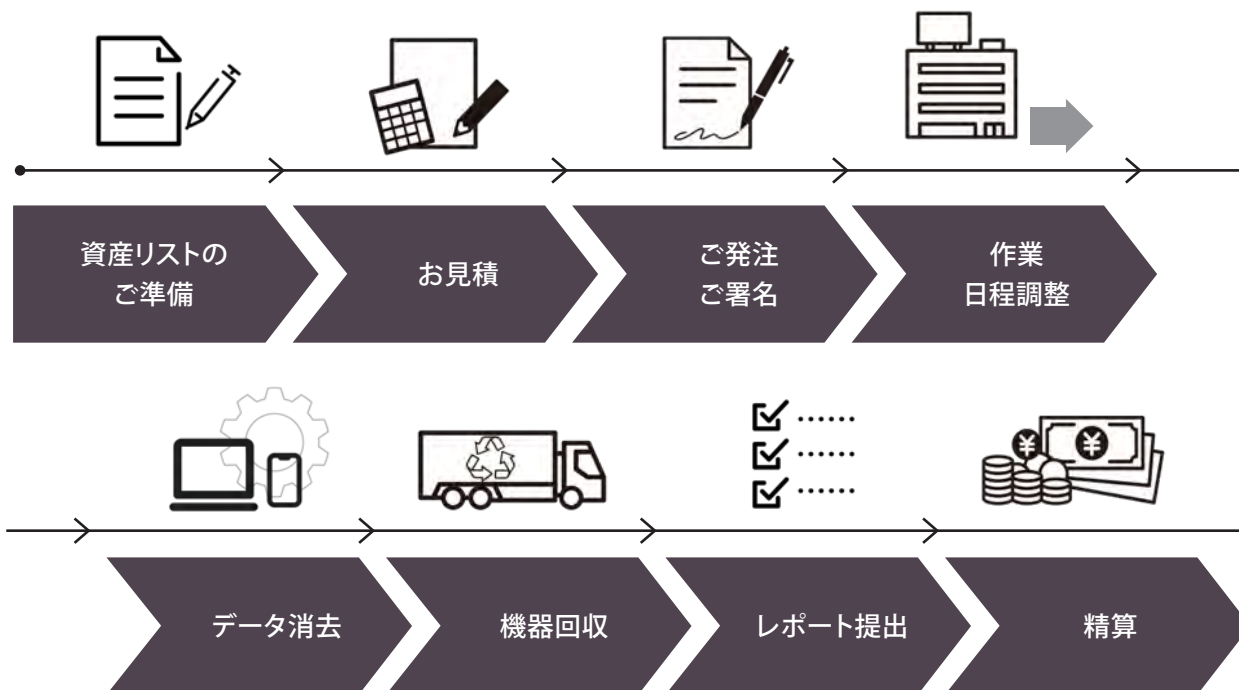 資産リストの
ご準備
お見積
ご発注
ご署名
作業
日程調整
データ消去
機器回収
レポート提出
精算